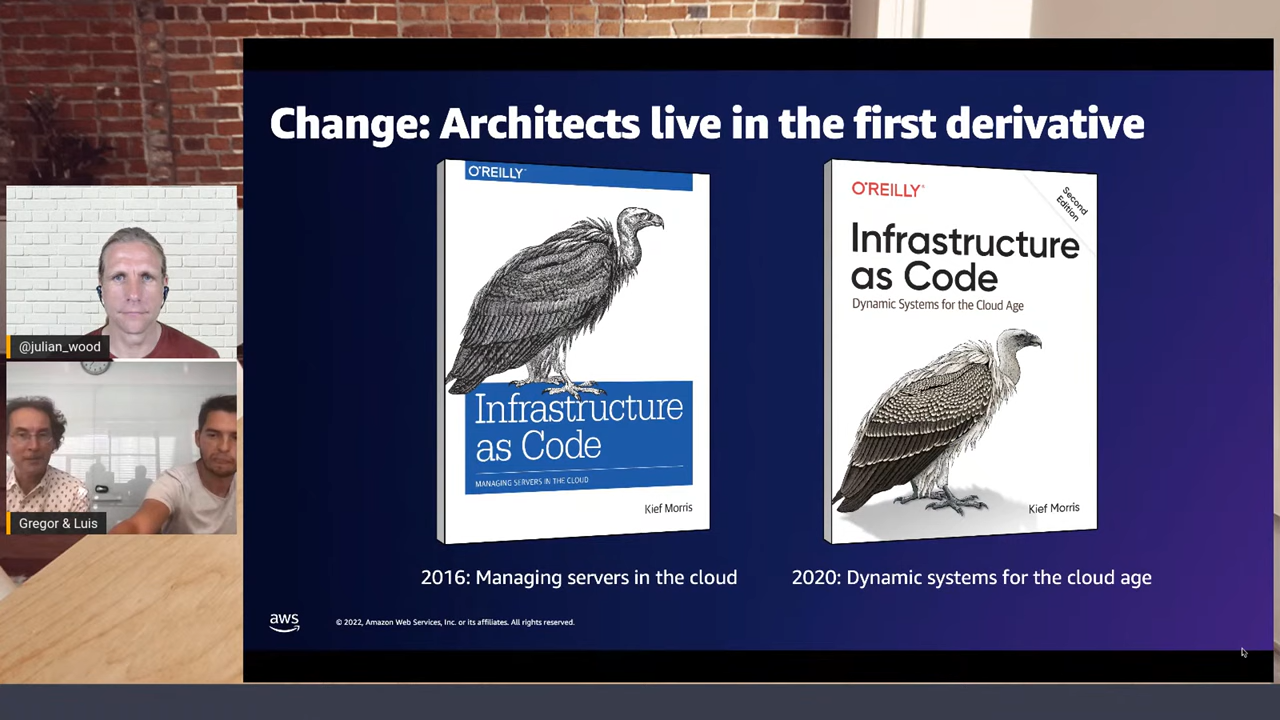 Change: Architects live in the first derivative
O'REILLY
Infrastructure
as Code
MANAGING SERVERS IN THE CLOUD
Kief Morris
O'REILLY
Second
Edition
Infrastructure
as Code
Dynamic Systems for the Cloud Age
Kief Morris
2016: Managing servers in the cloud
2020: Dynamic systems for the cloud age
aws
© 2022, Amazon Web Services, Inc. or its affiliates. All rights reserved.
@julian_wood
Gregor & Luis